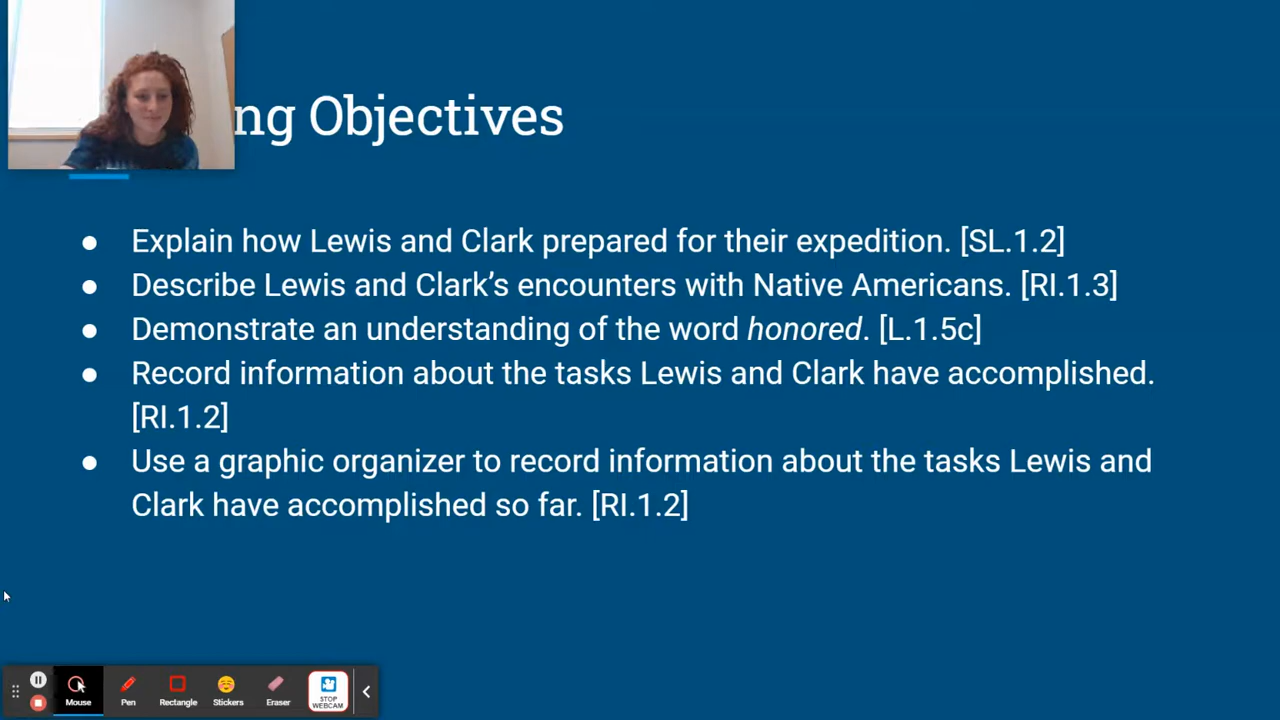 ng Objectives
● Explain how Lewis and Clark prepared for their expedition. [SL.1.2]
● Describe Lewis and Clark's encounters with Native Americans. [RI.1.3]
● Demonstrate an understanding of the word honored. [L.1.5c]
● Record information about the tasks Lewis and Clark have accomplished.
[RI.1.2]
● Use a graphic organizer to record information about the tasks Lewis and
Clark have accomplished so far. [RI.1.2]
Mouse Pen Rectangle Stickers Eraser STOP
WEBCAM